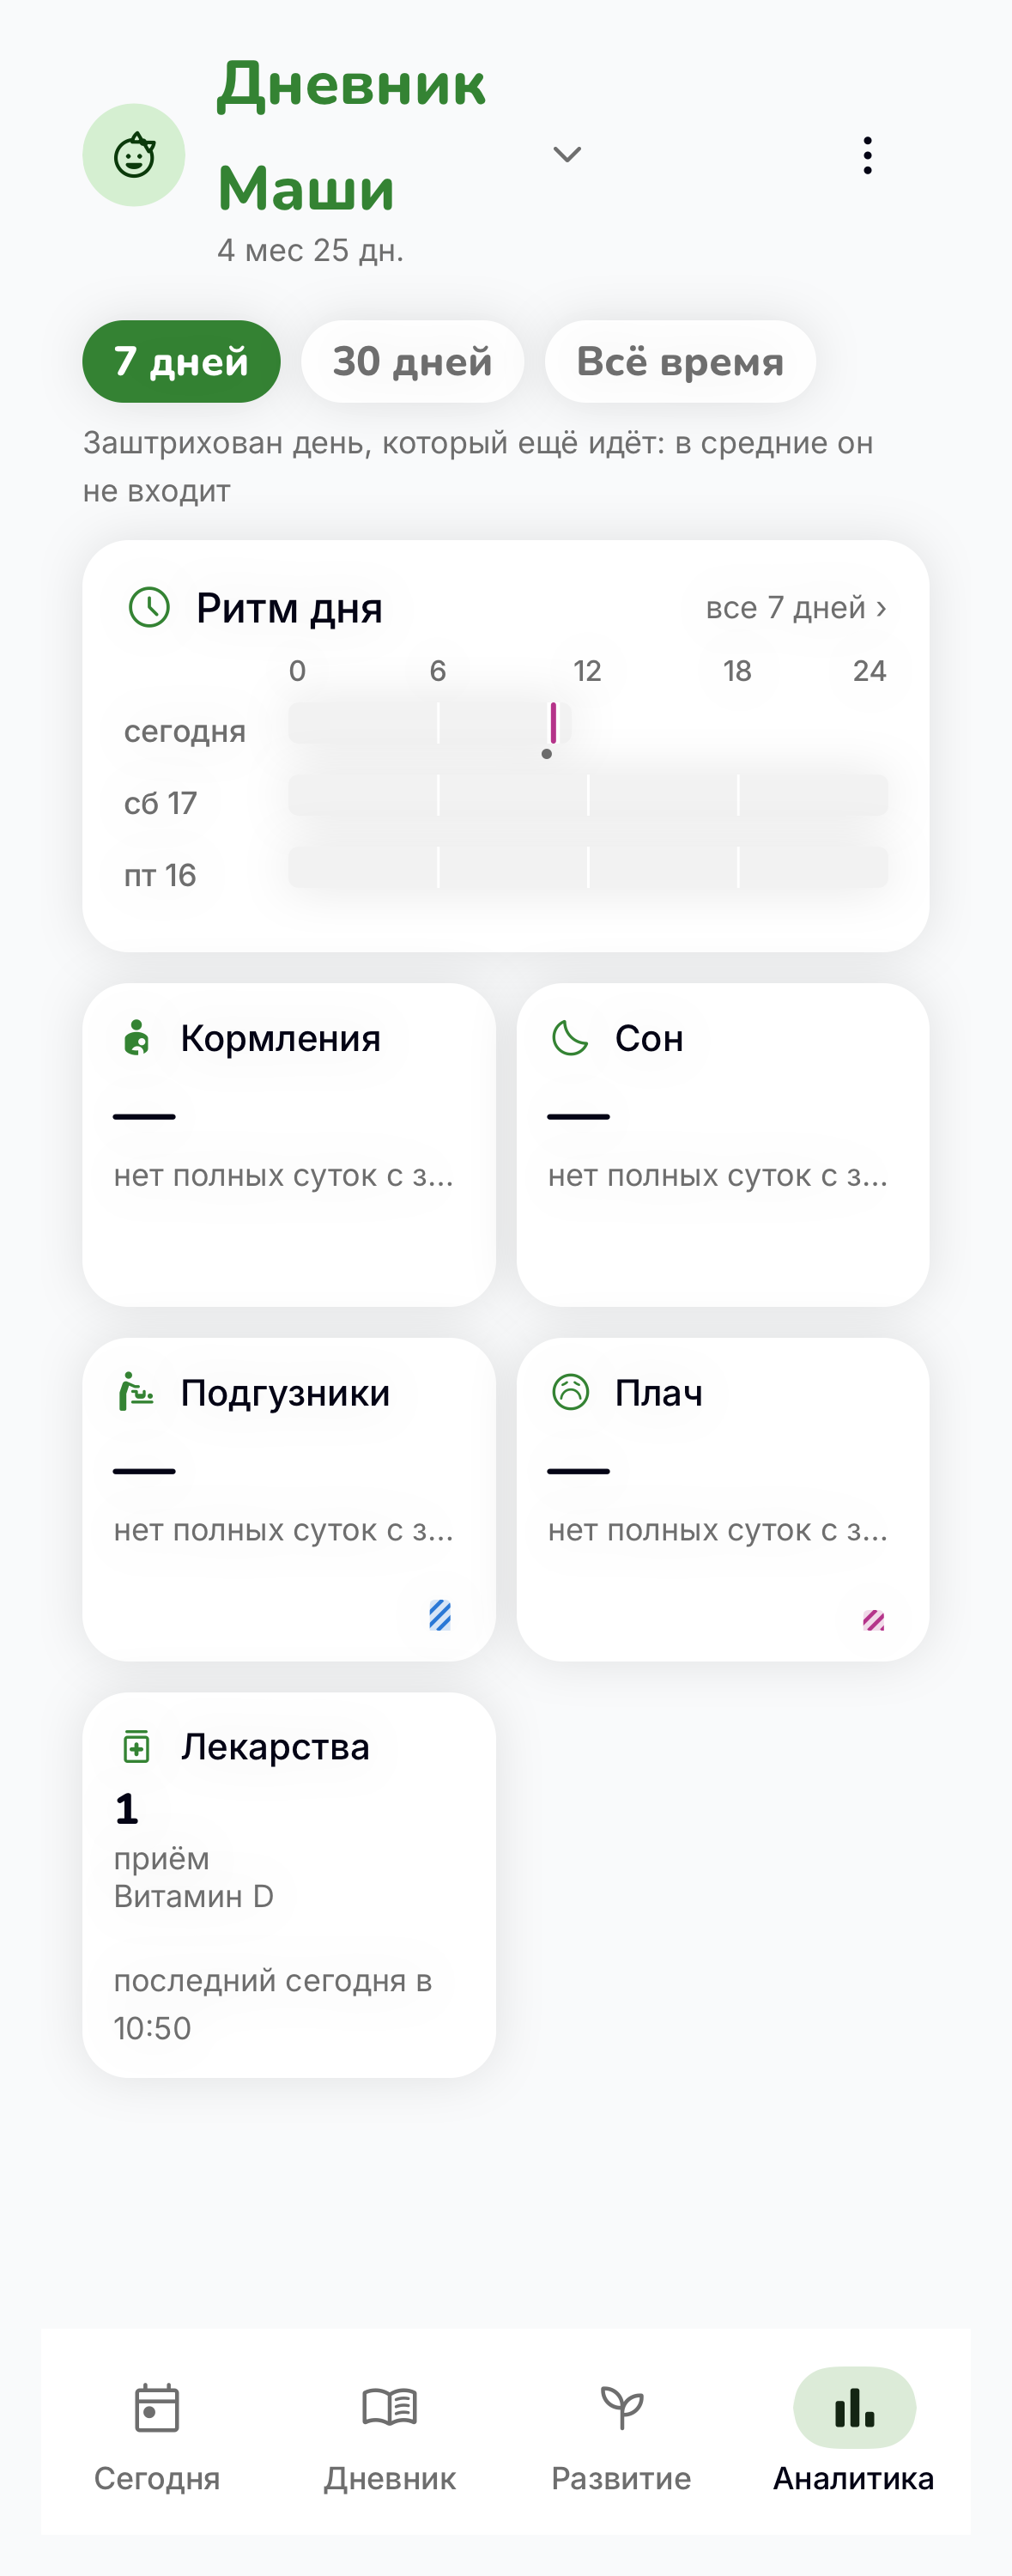 Дневник
Маши
4 мес 25 дн.
7 дней
30 дней
Всё время
Заштрихован день, который ещё идёт: в средние он
не входит
Ритм дня
все 7 дней ›
0 6 12 18 24
сегодня
сб 17
пт 16
Кормления
—
нет полных суток с з...
Сон
—
нет полных суток с з...
Подгузники
—
нет полных суток с з...
Плач
—
нет полных суток с з...
Лекарства
1
приём
Витамин D
последний сегодня в
10:50
Сегодня
Дневник
Развитие
Аналитика